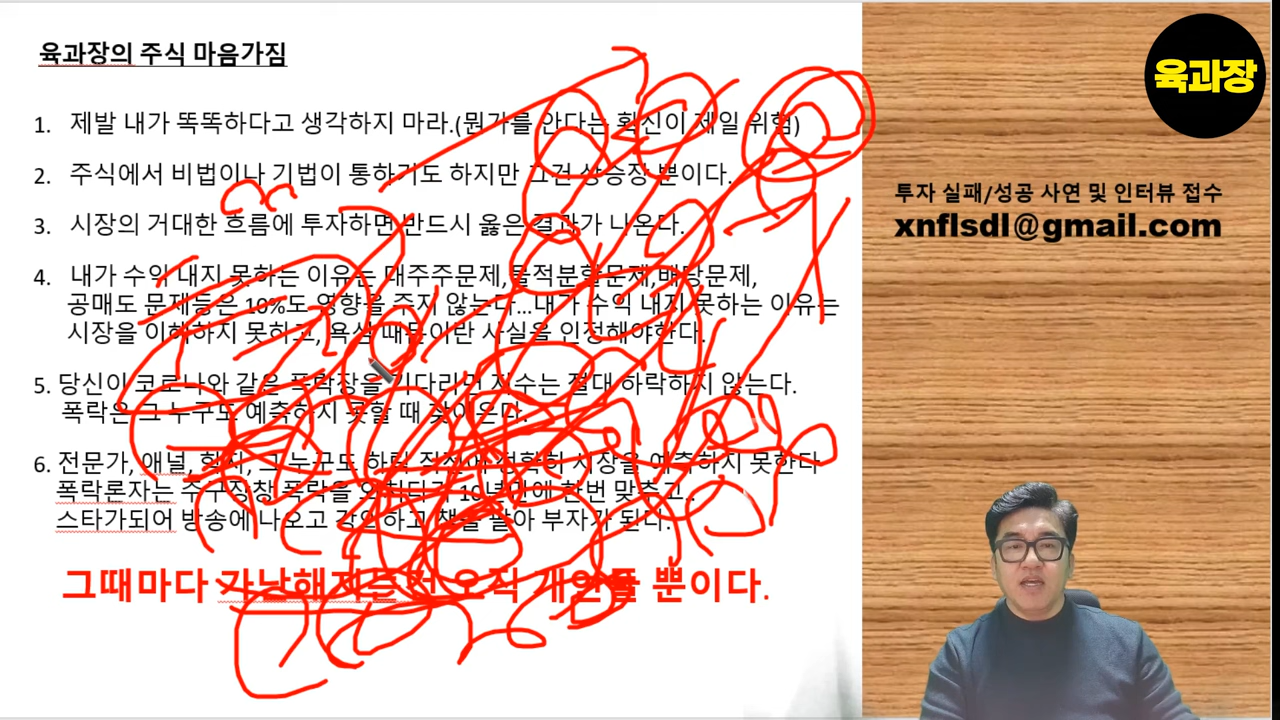 육과장의 주식 마음가짐
1. 제발 내가 똑똑하다고 생각하지 마라.(뭔가를 안다는 확신이 제일 위험)
2. 주식에서 비법이나 기법이 통하기도 하지만 그건 상승장 뿐이다.
3. 시장의 거대한 흐름에 투자하면 반드시 옳은 결과가 나온다.
4. 내가 수익 내지 못하는 이유는 대주주문제,물적분할문제,배당문제,
공매도 문제등은 10%도 영향을 주지 않는다...내가 수익 내지 못하는 이유는
시장을 이해하지 못하고, 욕심 때문이란 사실을 인정해야한다.
5. 당신이 코로나와 같은 폭락장을 기다리면 지수는 절대 하락하지 않는다.
폭락은 그 누구도 예측하지 못할 때 찾아온다.
6. 전문가, 애널, 학자, 그 누구도 하락 직전에 정확히 시장을 예측하지 못한다
폭락론자는 주구장창 폭락을 외치다가 10년만에 한번 맞추고..
스타가되어 방송에 나오고 강의하고 책을 팔아 부자가 된다.
그때마다 가난해지는건 오직 개인들 뿐이다.
육과장
투자 실패/성공 사연 및 인터뷰 접수
xnflsdl@gmail.com